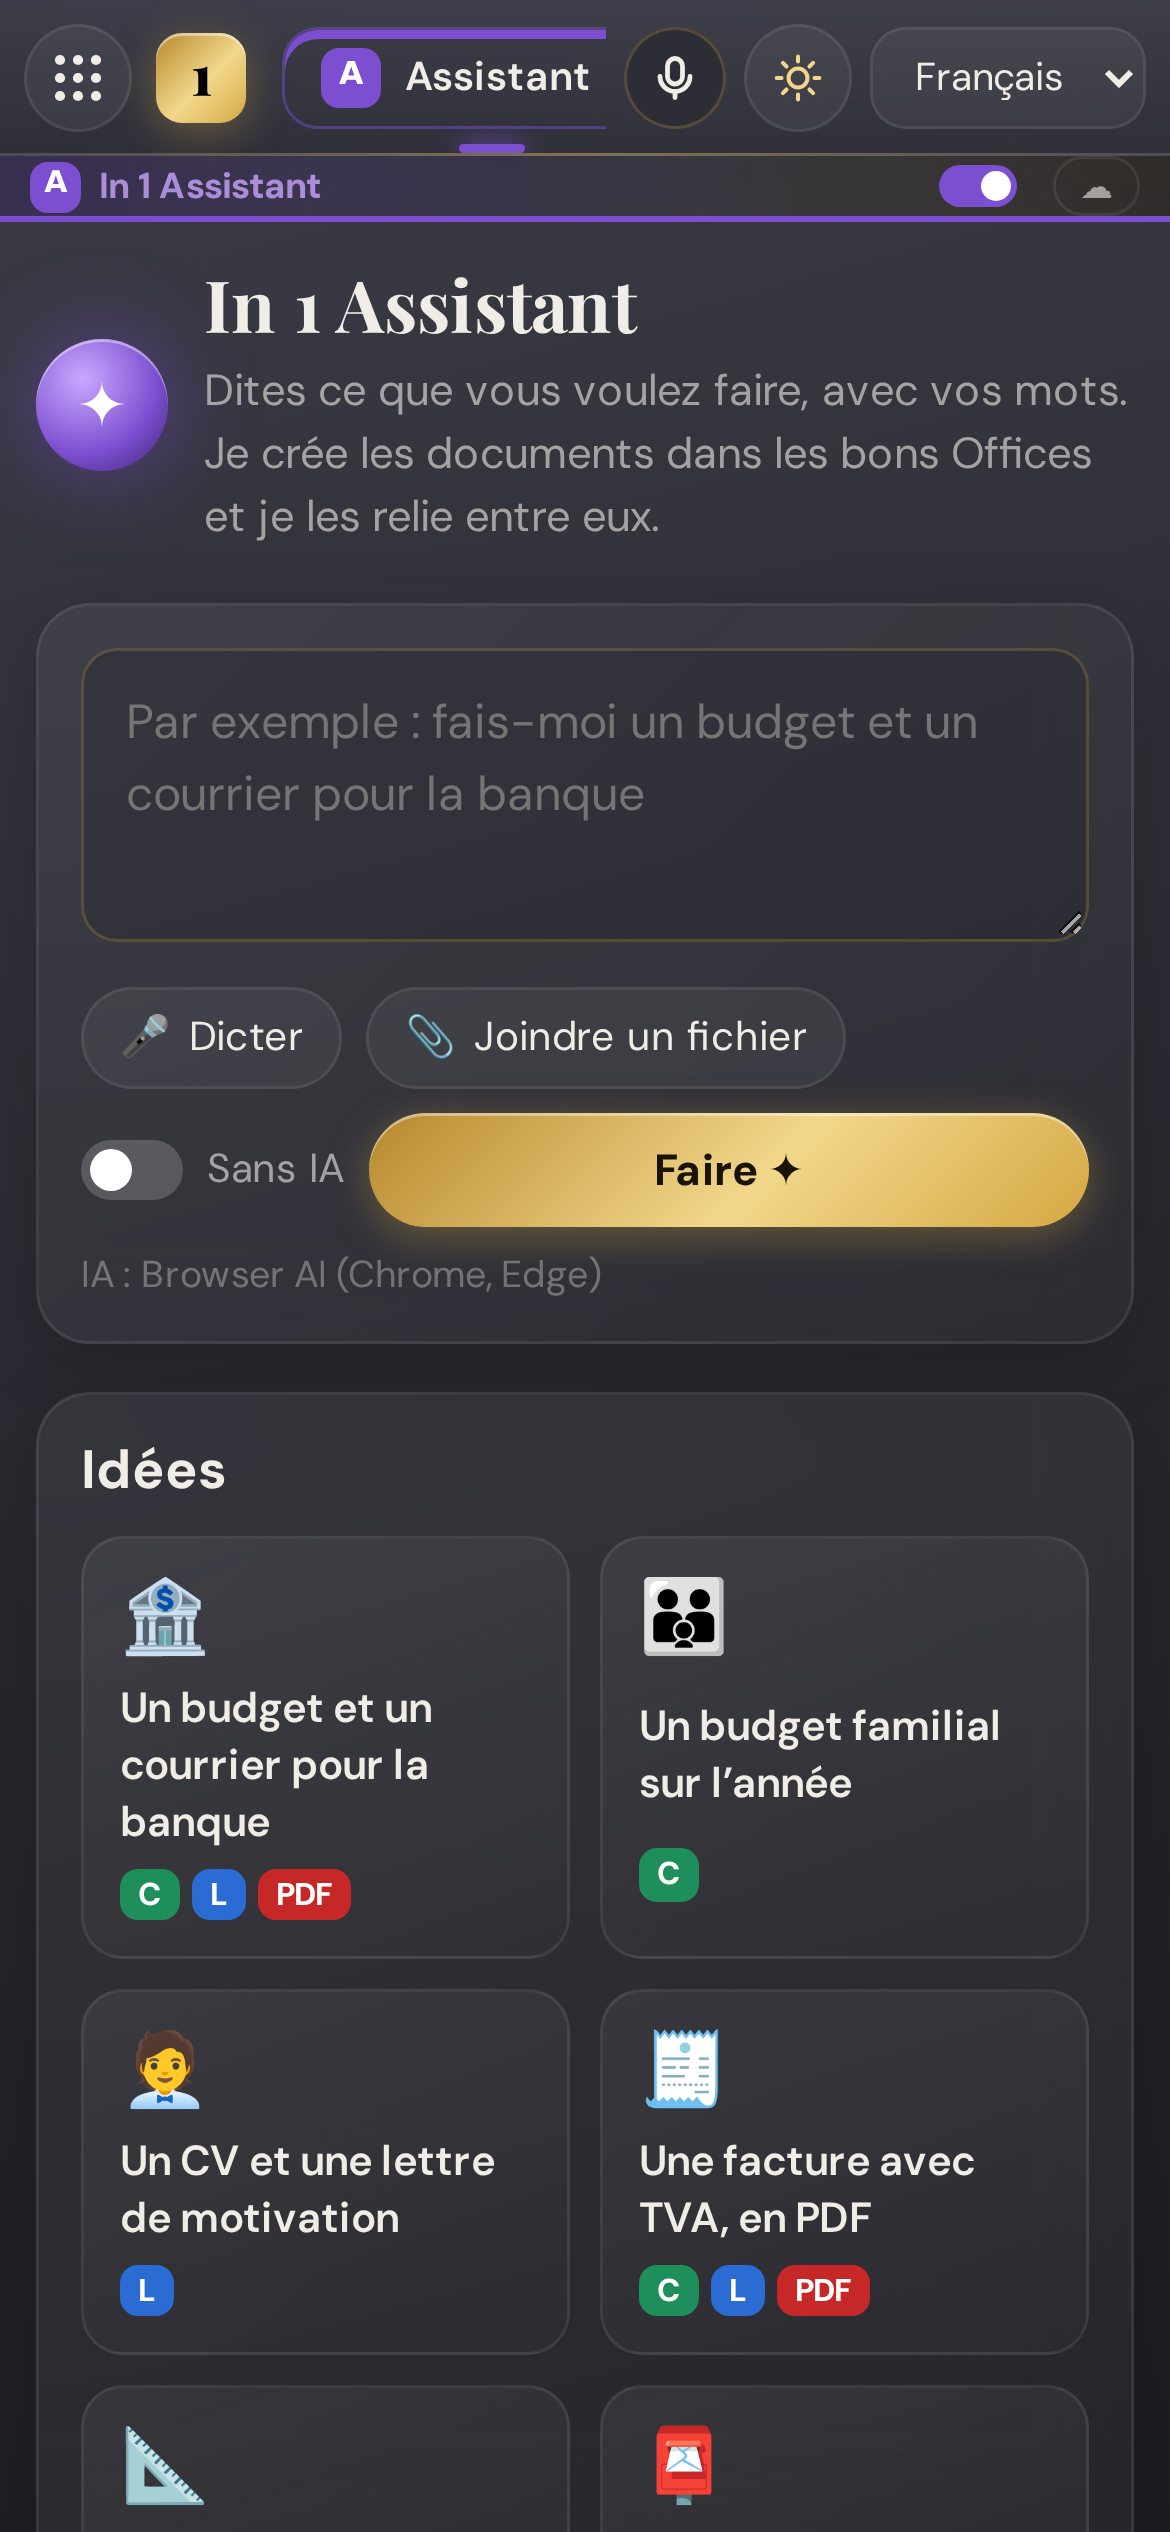 1
A Assistant
Français
A In 1 Assistant
In 1 Assistant
Dites ce que vous voulez faire, avec vos mots.
Je crée les documents dans les bons Offices
et je les relie entre eux.
Par exemple : fais-moi un budget et un
courrier pour la banque
Dicter
Joindre un fichier
Sans IA
Faire
IA : Browser AI (Chrome, Edge)
Idées
Un budget et un
courrier pour la
banque
C L PDF
Un budget familial
sur l’année
C
Un CV et une lettre
de motivation
L
Une facture avec
TVA, en PDF
C L PDF